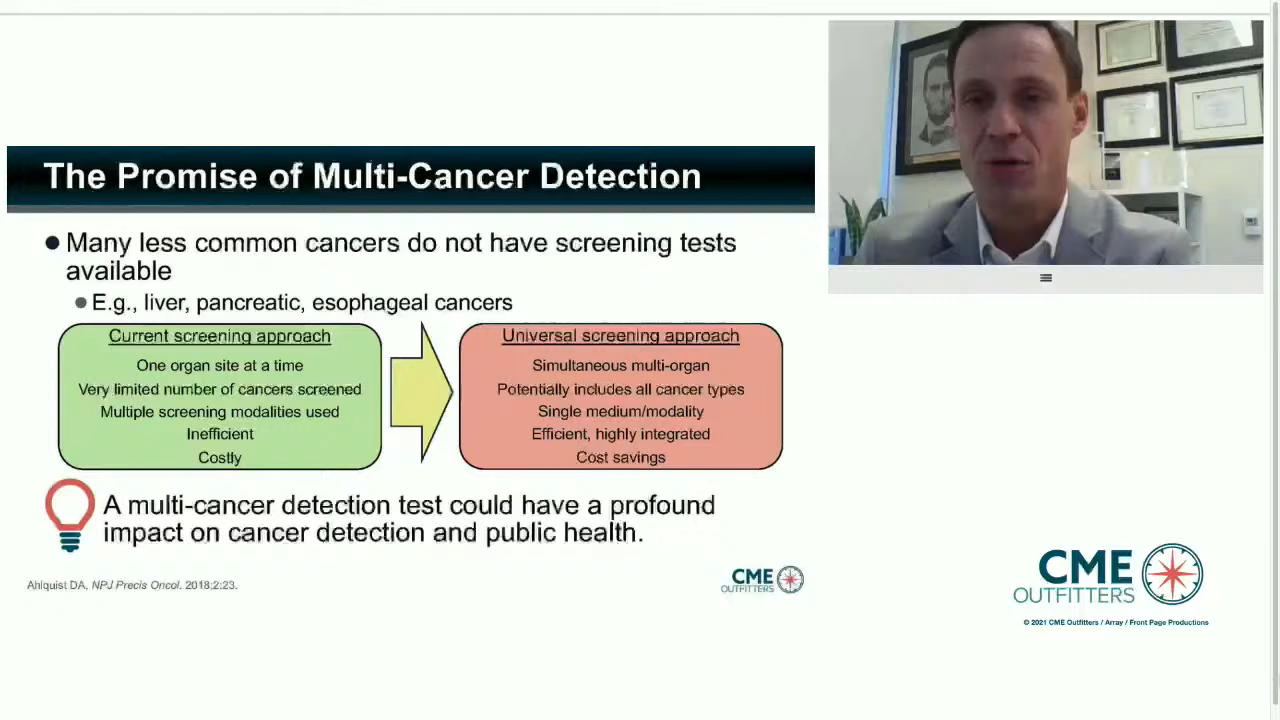 The Promise of Multi-Cancer Detection
Many less common cancers do not have screening tests
available
E.g., liver, pancreatic, esophageal cancers
Current screening approach
One organ site at a time
Very limited number of cancers screened
Multiple screening modalities used
Inefficient
Costly
Universal screening approach
Simultaneous multi-organ
Potentially includes all cancer types
Single medium/modality
Efficient, highly integrated
Cost savings
A multi-cancer detection test could have a profound
impact on cancer detection and public health.
Ahlquist DA, NPJ Precis Oncol. 2018;2:23.
CME
OUTFITTERS
CME
OUTFITTERS
© 2021 CME Outfitters / Array / Front Page Productions